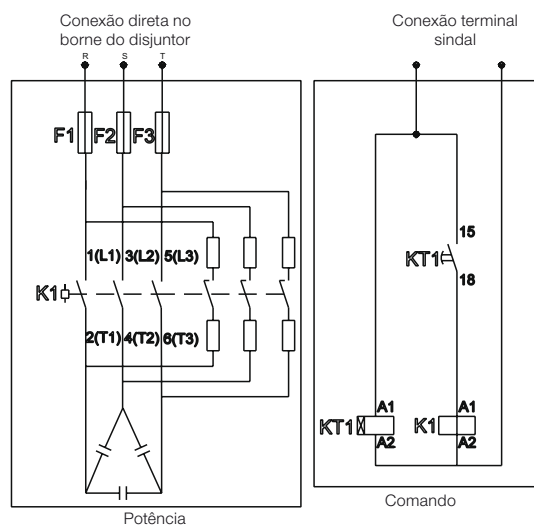 Conexão direta no
borne do disjuntor
R S T
F1 F2 F3
1(L1) 3(L2) 5(L3)
K1
2(T1) 4(T2) 6(T3)
Potência
Conexão terminal
sindal
15
KT1
18
A1 A1
KT1 K1
A2 A2
Comando